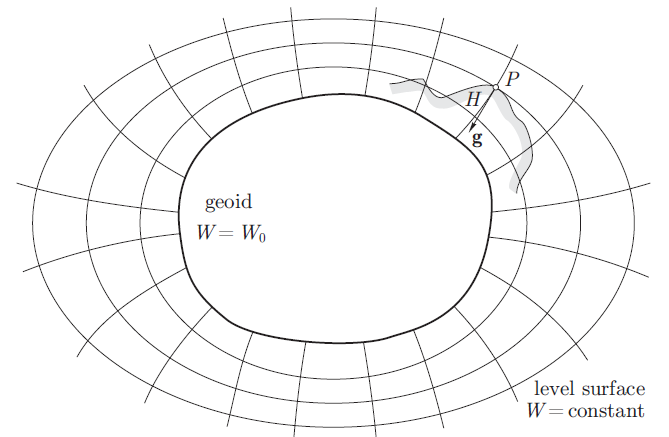 P
H
g
geoid
W = W₀
level surface
W = constant